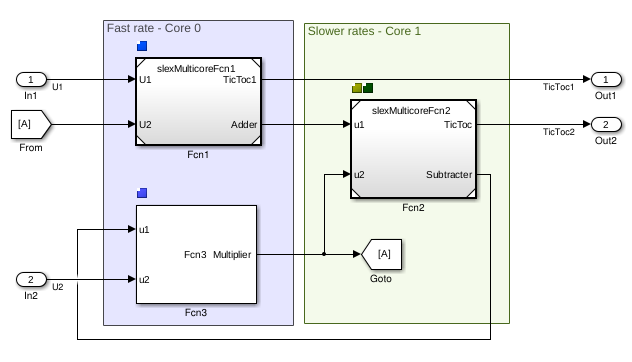 Fast rate - Core 0
Slower rates - Core 1
slexMulticoreFcn1
1
In1
U1
U1
TicToc1
TicToc1
1
Out1
[A]
From
U2
Adder
Fcn1
slexMulticoreFcn2
u1
TicToc
TicToc2
2
Out2
u2
Subtracter
Fcn2
u1
Fcn3
Multiplier
[A]
Goto
2
In2
U2
u2
Fcn3